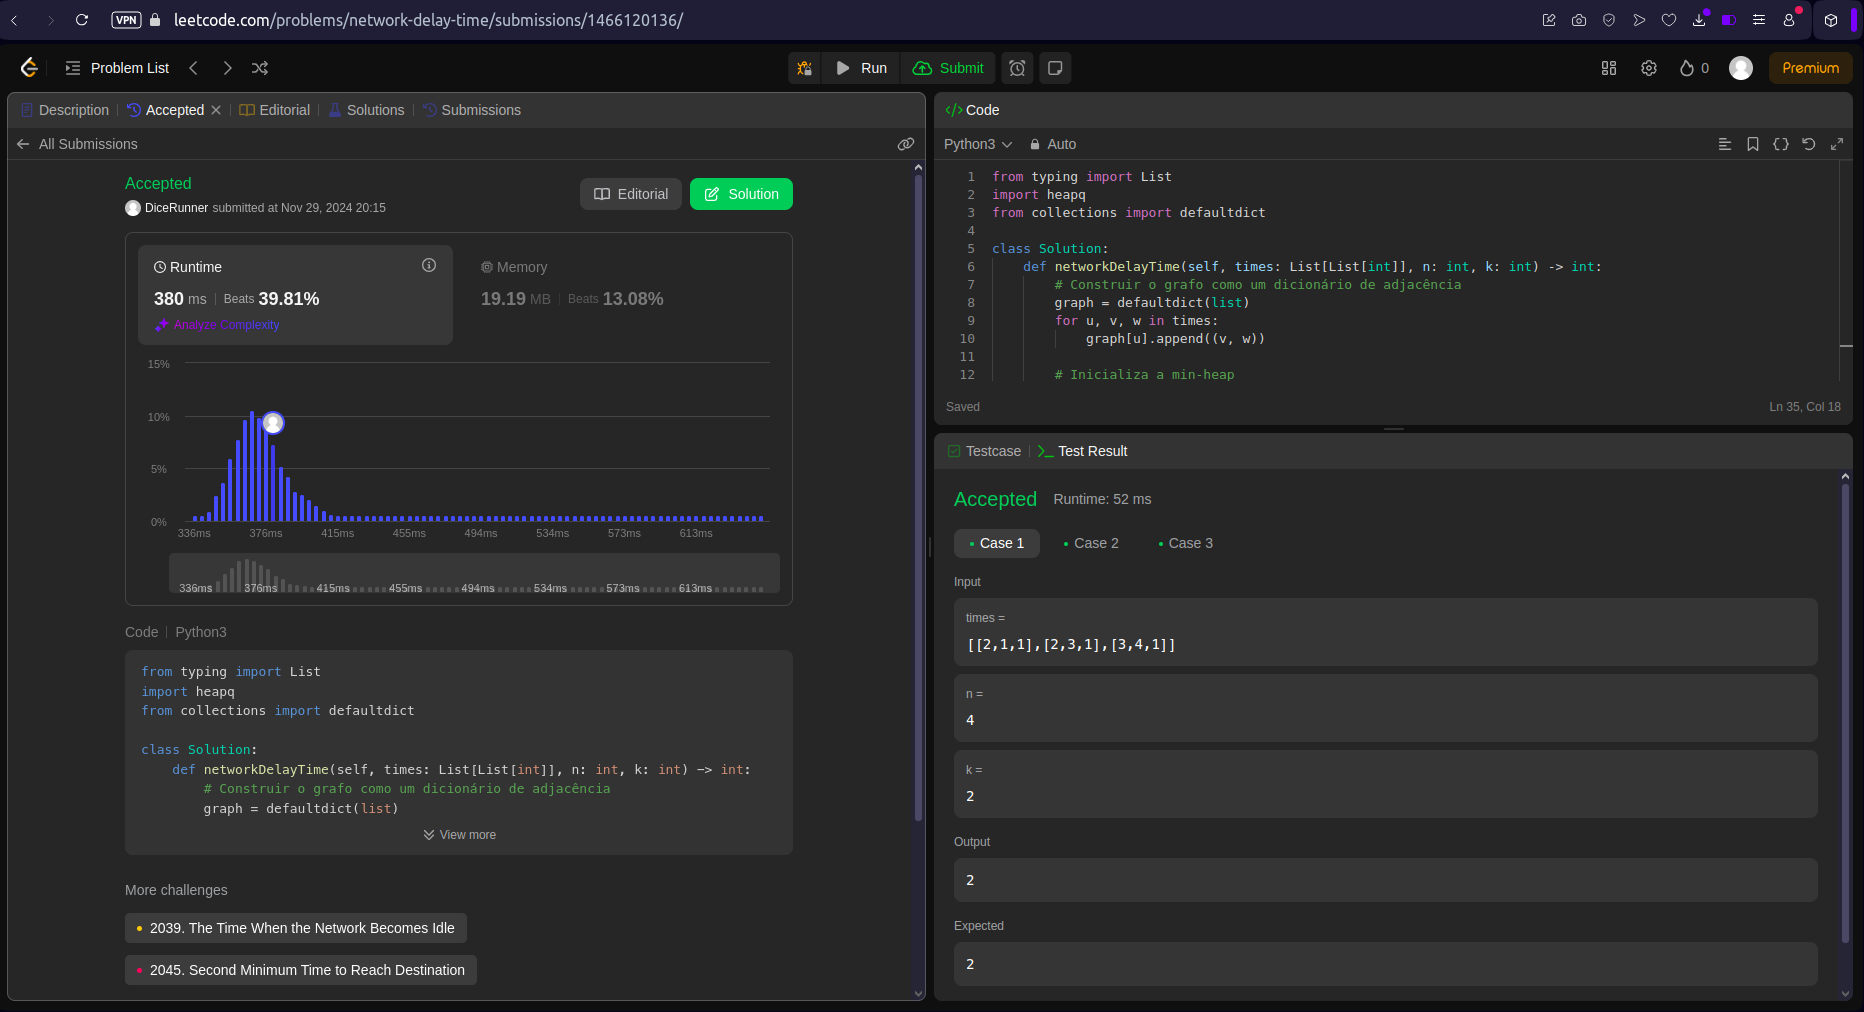 VPN leetcode.com/problems/network-delay-time/submissions/1466120136/
Problem List Run Submit 0 Premium
Description Accepted Editorial Solutions Submissions
All Submissions
Accepted
DiceRunner submitted at Nov 29, 2024 20:15
Editorial
Solution
Runtime
380 ms Beats 39.81%
Analyze Complexity
Memory
19.19 MB Beats 13.08%
15%
10%
5%
0%
336ms 376ms 415ms 455ms 494ms 534ms 573ms 613ms
336ms 376ms 415ms 455ms 494ms 534ms 573ms 613ms
Code Python3
from typing import List
import heapq
from collections import defaultdict
class Solution:
def networkDelayTime(self, times: List[List[int]], n: int, k: int) -> int:
# Construir o grafo como um dicionário de adjacência
graph = defaultdict(list)
View more
More challenges
2039. The Time When the Network Becomes Idle
2045. Second Minimum Time to Reach Destination
</> Code
Python3 Auto
1 from typing import List
2 import heapq
3 from collections import defaultdict
4
5 class Solution:
6 def networkDelayTime(self, times: List[List[int]], n: int, k: int) -> int:
7 # Construir o grafo como um dicionário de adjacência
8 graph = defaultdict(list)
9 for u, v, w in times:
10 graph[u].append((v, w))
11
12 # Inicializa a min-heap
Saved Ln 35, Col 18
Testcase Test Result
Accepted Runtime: 52 ms
Case 1 Case 2 Case 3
Input
times =
[[2,1,1],[2,3,1],[3,4,1]]
n =
4
k =
2
Output
2
Expected
2